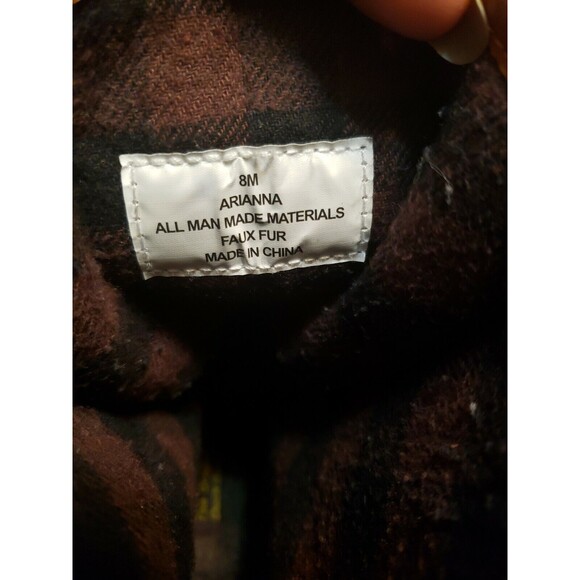 8M
ARIANNA
ALL MAN MADE MATERIALS
FAUX FUR
MADE IN CHINA